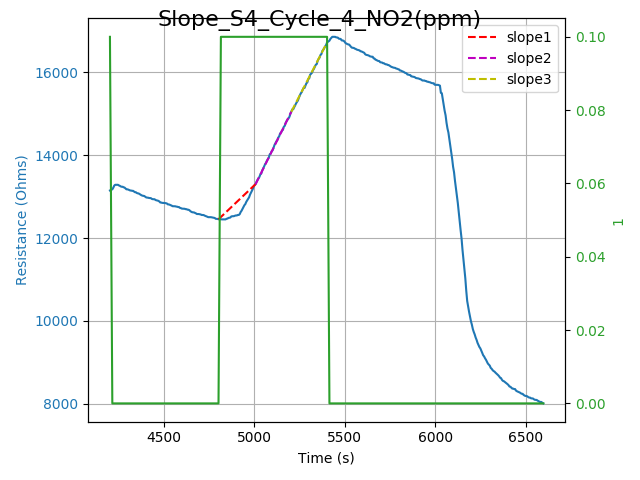 Slope_S4_Cycle_4_NO2(ppm)
slope1
slope2
slope3
Resistance (Ohms)
16000
14000
12000
10000
8000
0.10
0.08
0.06
0.04
0.02
0.00
1
4500 5000 5500 6000 6500
Time (s)